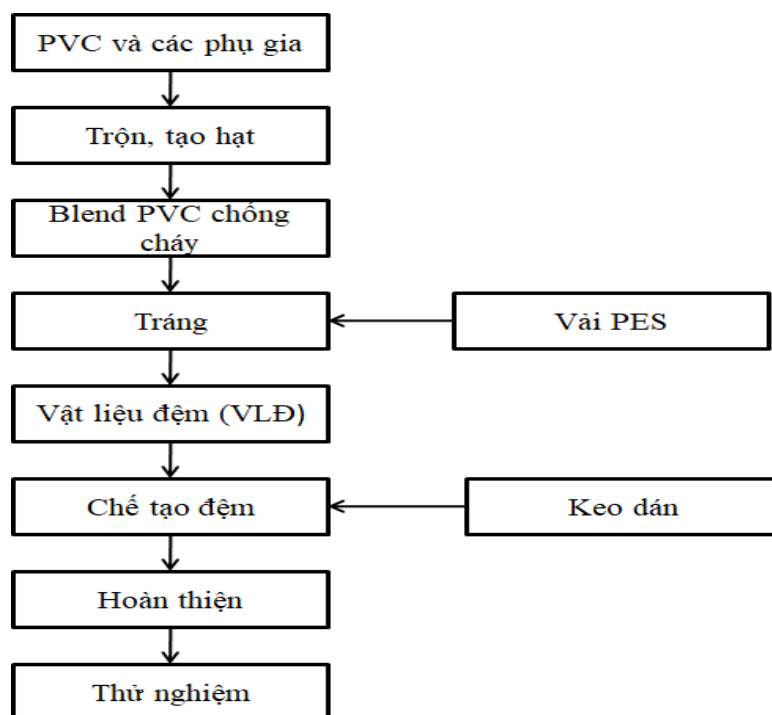 PVC và các phụ gia
Trộn, tạo hạt
Blend PVC chống
cháy
Tráng
Vải PES
Vật liệu đệm (VLĐ)
Chế tạo đệm
Keo dán
Hoàn thiện
Thử nghiệm